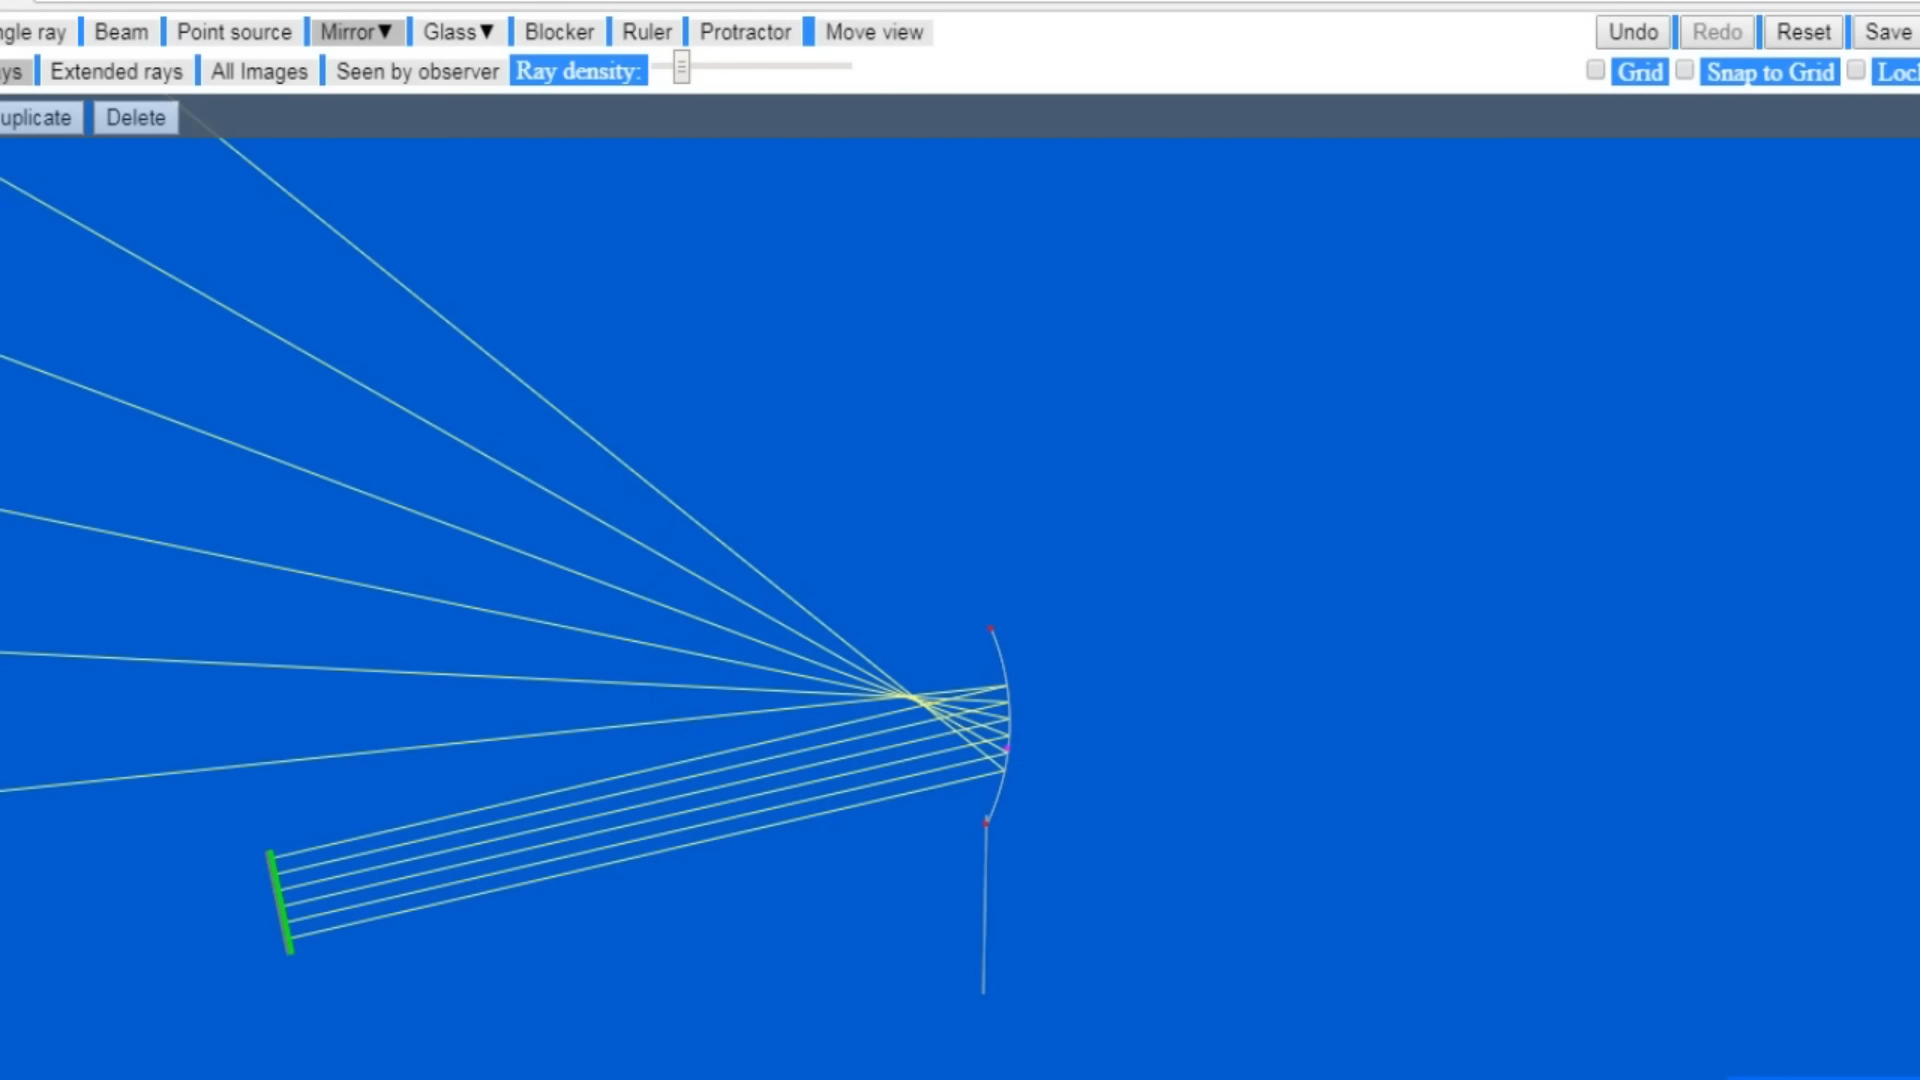 ngle ray Beam Point source Mirror▼ Glass▼ Blocker Ruler Protractor Move view Undo Redo Reset Save
ys Extended rays All Images Seen by observer Ray density: Grid Snap to Grid Loc
uplicate Delete